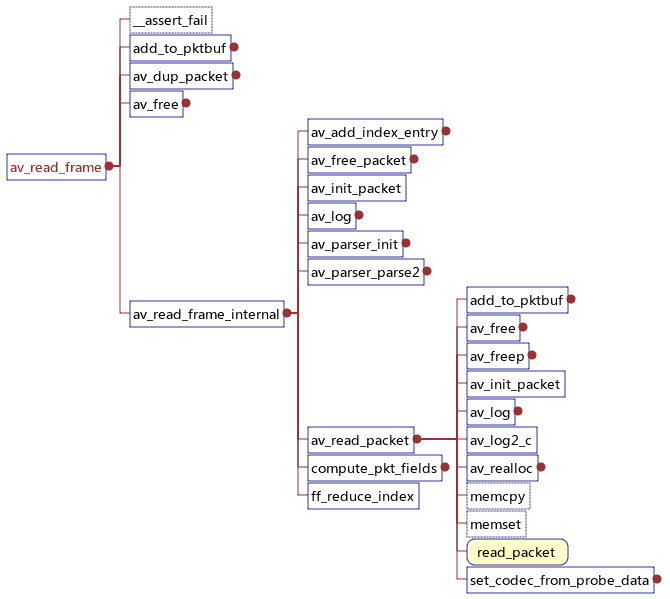 __assert_fail
add_to_pktbuf
av_dup_packet
av_free
av_read_frame
av_read_frame_internal
av_add_index_entry
av_free_packet
av_init_packet
av_log
av_parser_init
av_parser_parse2
av_read_packet
compute_pkt_fields
ff_reduce_index
add_to_pktbuf
av_free
av_freep
av_init_packet
av_log
av_log2_c
av_realloc
memcpy
memset
read_packet
set_codec_from_probe_data